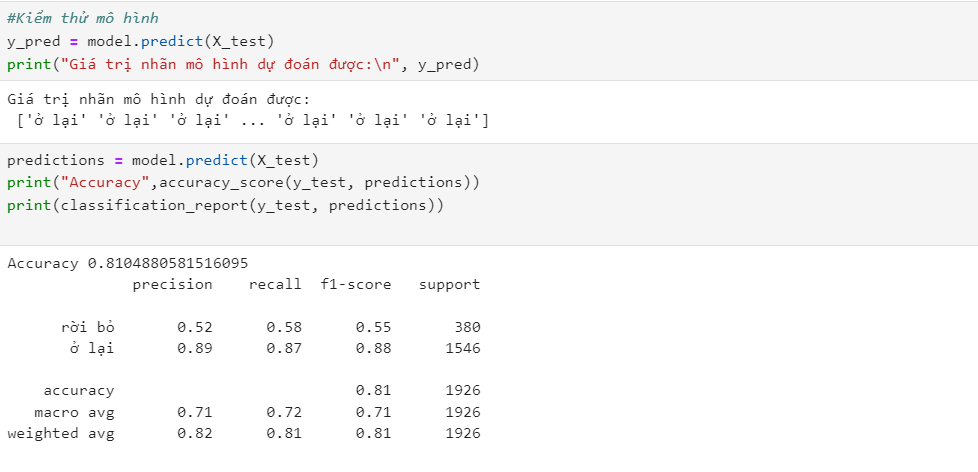 #Kiểm thử mô hình
y_pred = model.predict(X_test)
print("Giá trị nhãn mô hình dự đoán được:\n", y_pred)
Giá trị nhãn mô hình dự đoán được:
['ở lại' 'ở lại' 'ở lại' ... 'ở lại' 'ở lại' 'ở lại']
predictions = model.predict(X_test)
print("Accuracy",accuracy_score(y_test, predictions))
print(classification_report(y_test, predictions))
Accuracy 0.8104880581516095
precision recall f1-score support
rời bỏ 0.52 0.58 0.55 380
ở lại 0.89 0.87 0.88 1546
accuracy 0.81 1926
macro avg 0.71 0.72 0.71 1926
weighted avg 0.82 0.81 0.81 1926